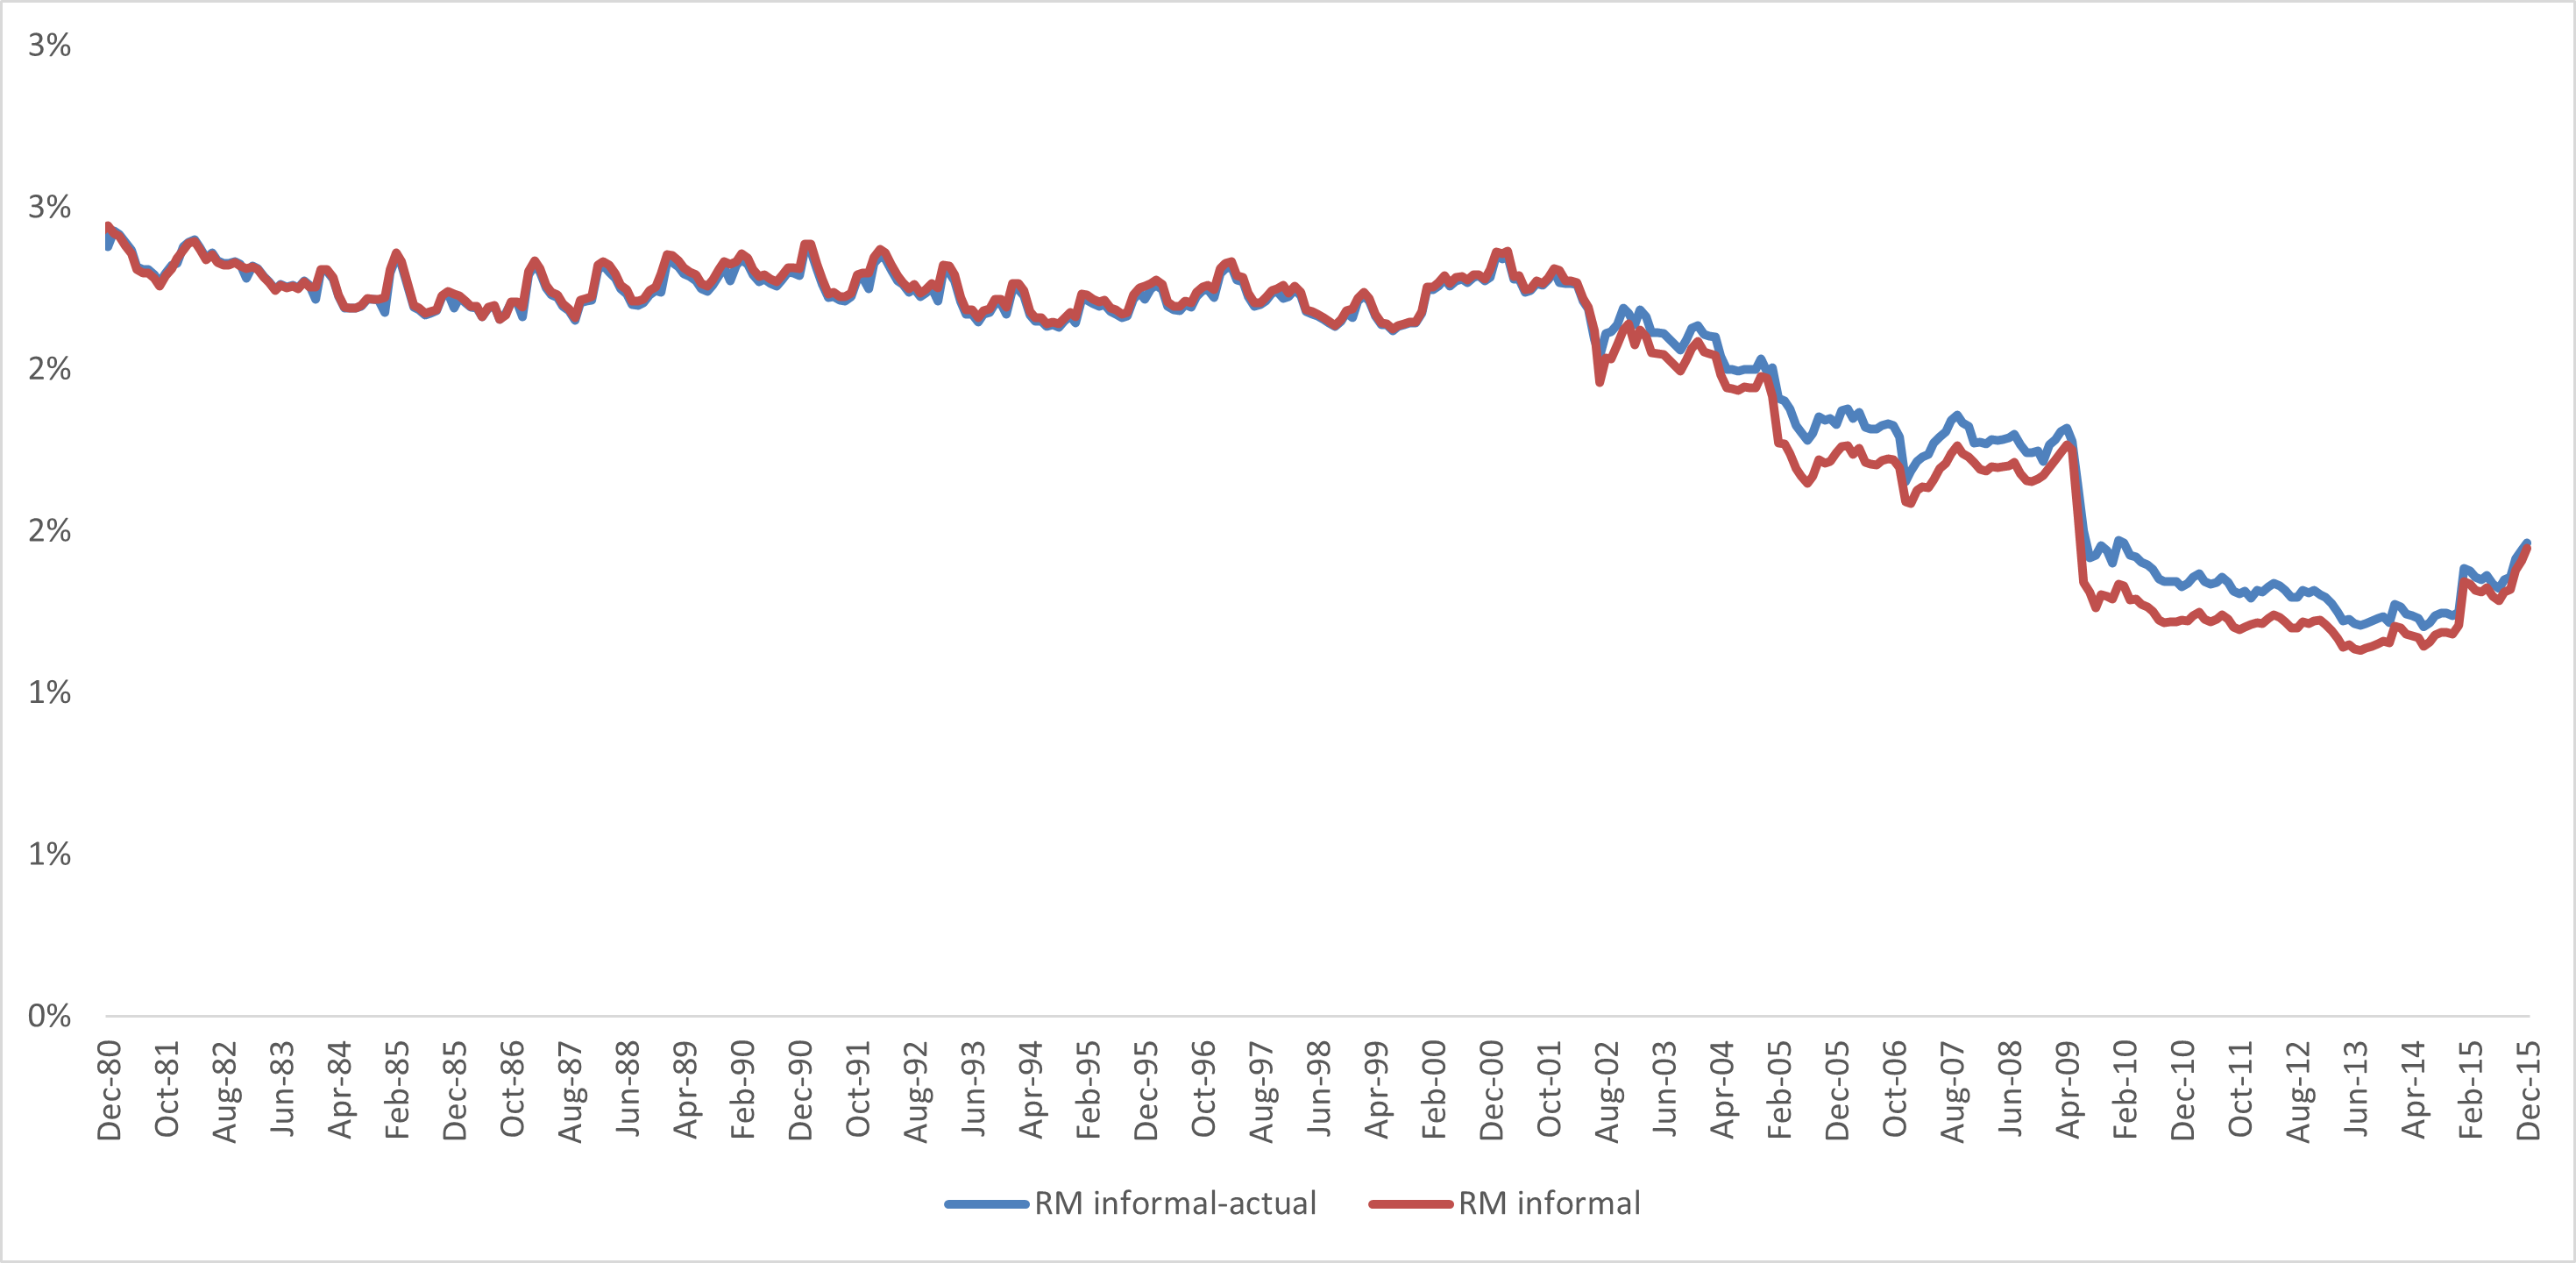 3%
3%
2%
2%
1%
1%
0%
Dec-80
Oct-81
Aug-82
Jun-83
Apr-84
Feb-85
Dec-85
Oct-86
Aug-87
Jun-88
Apr-89
Feb-90
Dec-90
Oct-91
Aug-92
Jun-93
Apr-94
Feb-95
Dec-95
Oct-96
Aug-97
Jun-98
Apr-99
Feb-00
Dec-00
Oct-01
Aug-02
Jun-03
Apr-04
Feb-05
Dec-05
Oct-06
Aug-07
Jun-08
Apr-09
Feb-10
Dec-10
Oct-11
Aug-12
Jun-13
Apr-14
Feb-15
Dec-15
RM informal-actual
RM informal